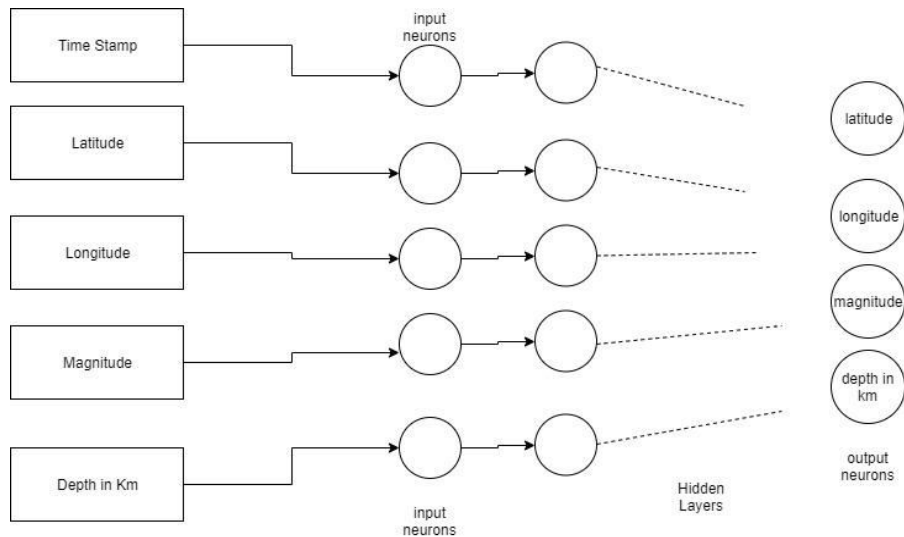 Time Stamp
Latitude
Longitude
Magnitude
Depth in Km
input
neurons
input
neurons
Hidden
Layers
latitude
longitude
magnitude
depth in
km
output
neurons